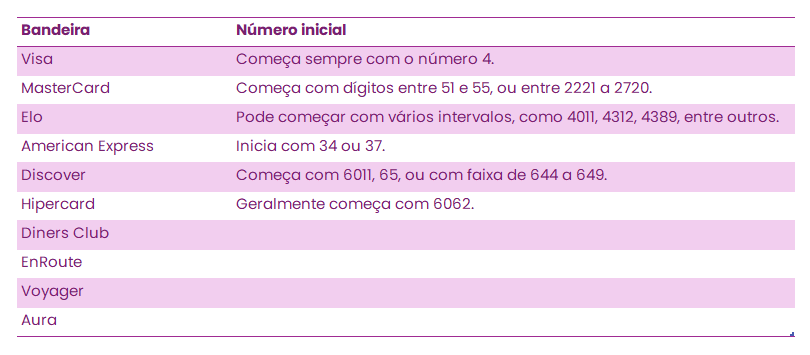 Bandeira Número inicial
Visa Começa sempre com o número 4.
MasterCard Começa com dígitos entre 51 e 55, ou entre 2221 a 2720.
Elo Pode começar com vários intervalos, como 4011, 4312, 4389, entre outros.
American Express Inicia com 34 ou 37.
Discover Começa com 6011, 65, ou com faixa de 644 a 649.
Hipercard Geralmente começa com 6062.
Diners Club
EnRoute
Voyager
Aura